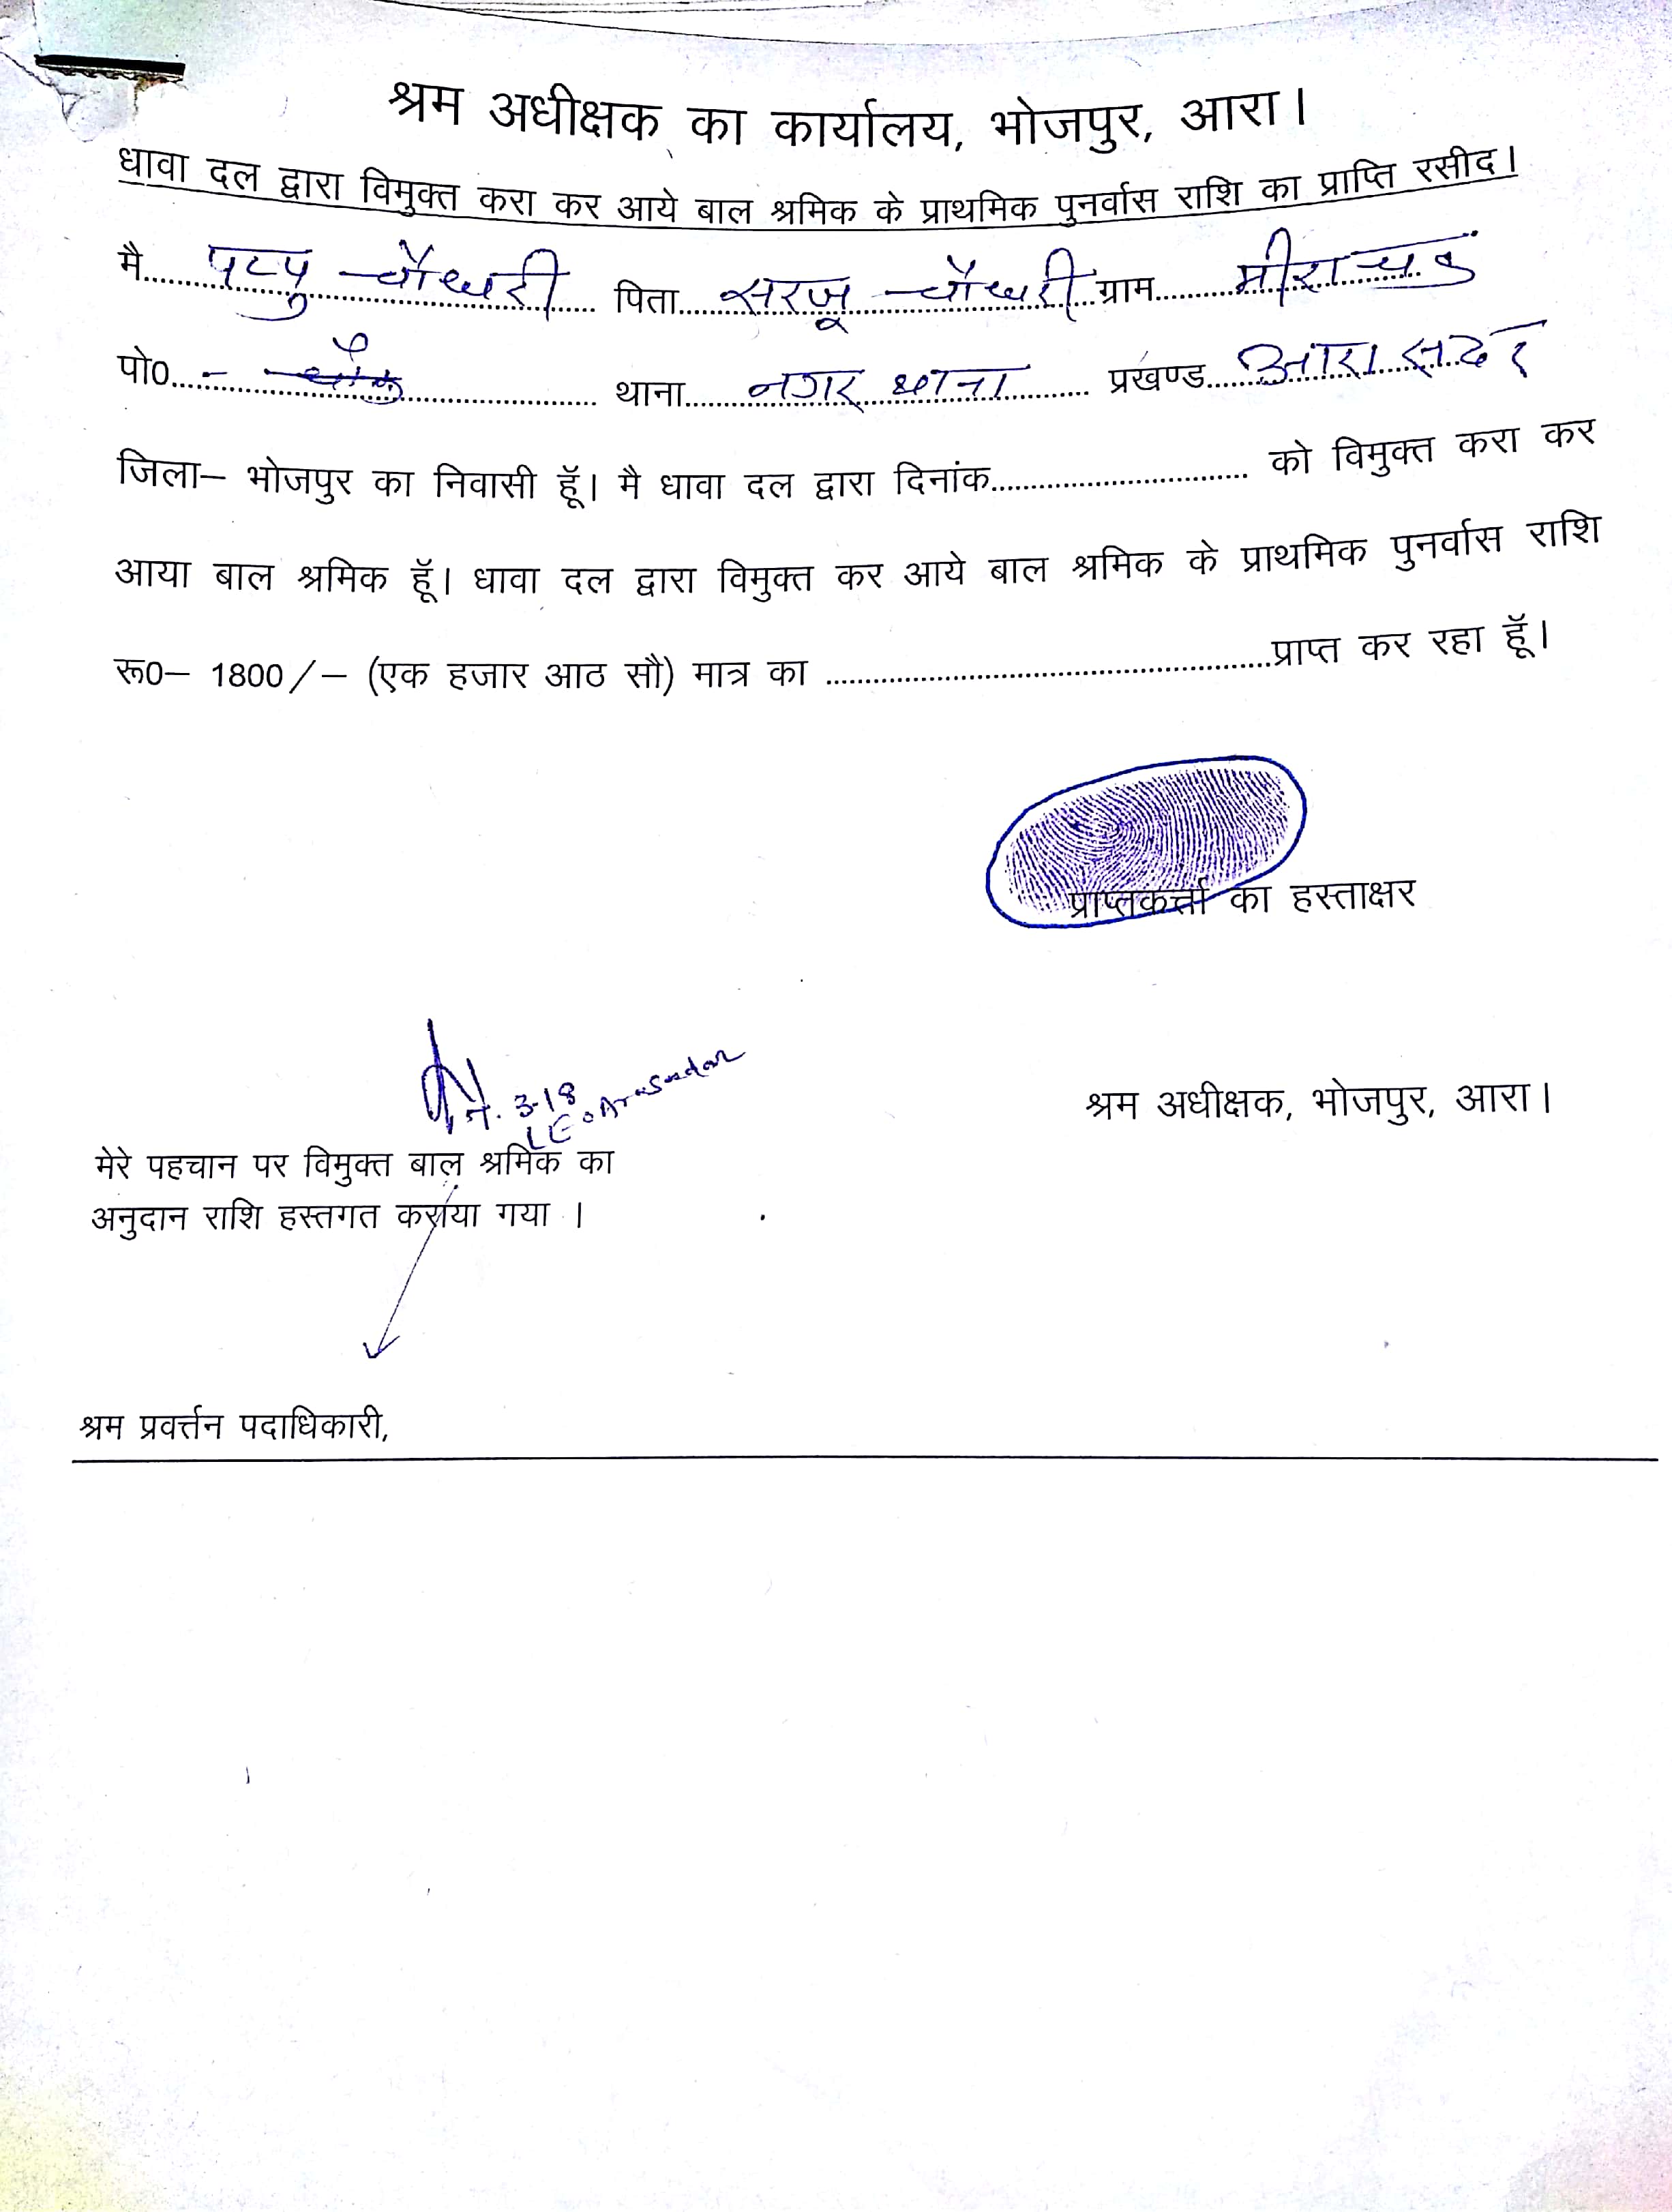 श्रम अधीक्षक का कार्यालय, भोजपुर, आरा।
धावा दल द्वारा विमुक्त करा कर आये बाल श्रमिक के प्राथमिक पुनर्वास राशि का प्राप्ति रसीद।
मै..... पप्पु चौधरी ..... पिता..... सरजू चौधरी ..... ग्राम..... मीराचक
पो0..... – ..... थाना..... नगर थाना ..... प्रखण्ड..... आरा सदर
जिला– भोजपुर का निवासी हूँ। मै धावा दल द्वारा दिनांक.............................. को विमुक्त करा कर
आया बाल श्रमिक हूँ। धावा दल द्वारा विमुक्त कर आये बाल श्रमिक के प्राथमिक पुनर्वास राशि
रू0– 1800/– (एक हजार आठ सौ) मात्र का ..................................................प्राप्त कर रहा हूँ।
प्राप्तकर्त्ता का हस्ताक्षर
3-18
LEO Ara Sadar
श्रम अधीक्षक, भोजपुर, आरा।
मेरे पहचान पर विमुक्त बाल श्रमिक का
अनुदान राशि हस्तगत कराया गया ।
श्रम प्रवर्त्तन पदाधिकारी,